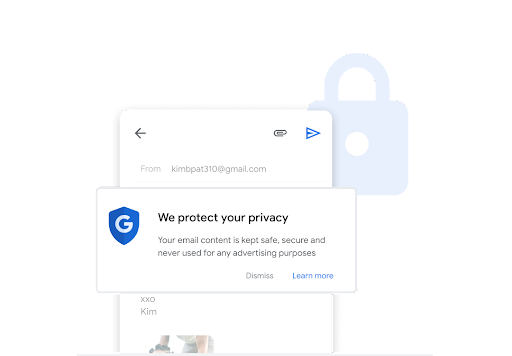 From kimbpat310@gmail.com
G
We protect your privacy
Your email content is kept safe, secure and
never used for any advertising purposes
Dismiss Learn more
xxo
Kim